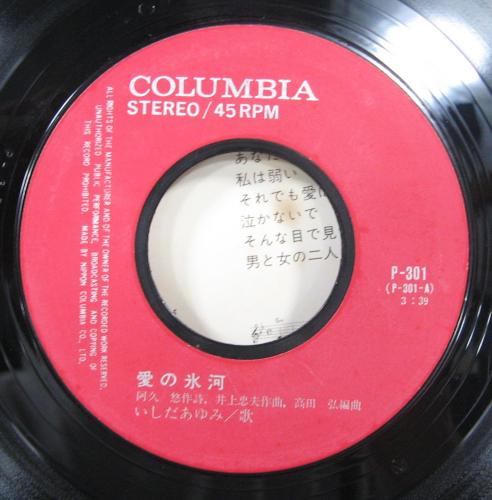 COLUMBIA
STEREO/45RPM
ALL RIGHTS OF THE MANUFACTURER AND OF THE OWNER OF THE RECORDED WORK RESERVED.
UNAUTHORIZED PUBLIC PERFORMANCE, BROADCASTING AND COPYING OF
THIS RECORD PROHIBITED. MADE BY NIPPON COLUMBIA CO., LTD.
あなた
私は弱い
それでも愛
泣かないで
そんな目で見
男と女の二人
P-301
(P-301-A)
3:39
愛の氷河
阿久 悠作詩, 井上忠夫作曲, 高田 弘編曲
いしだあゆみ/歌